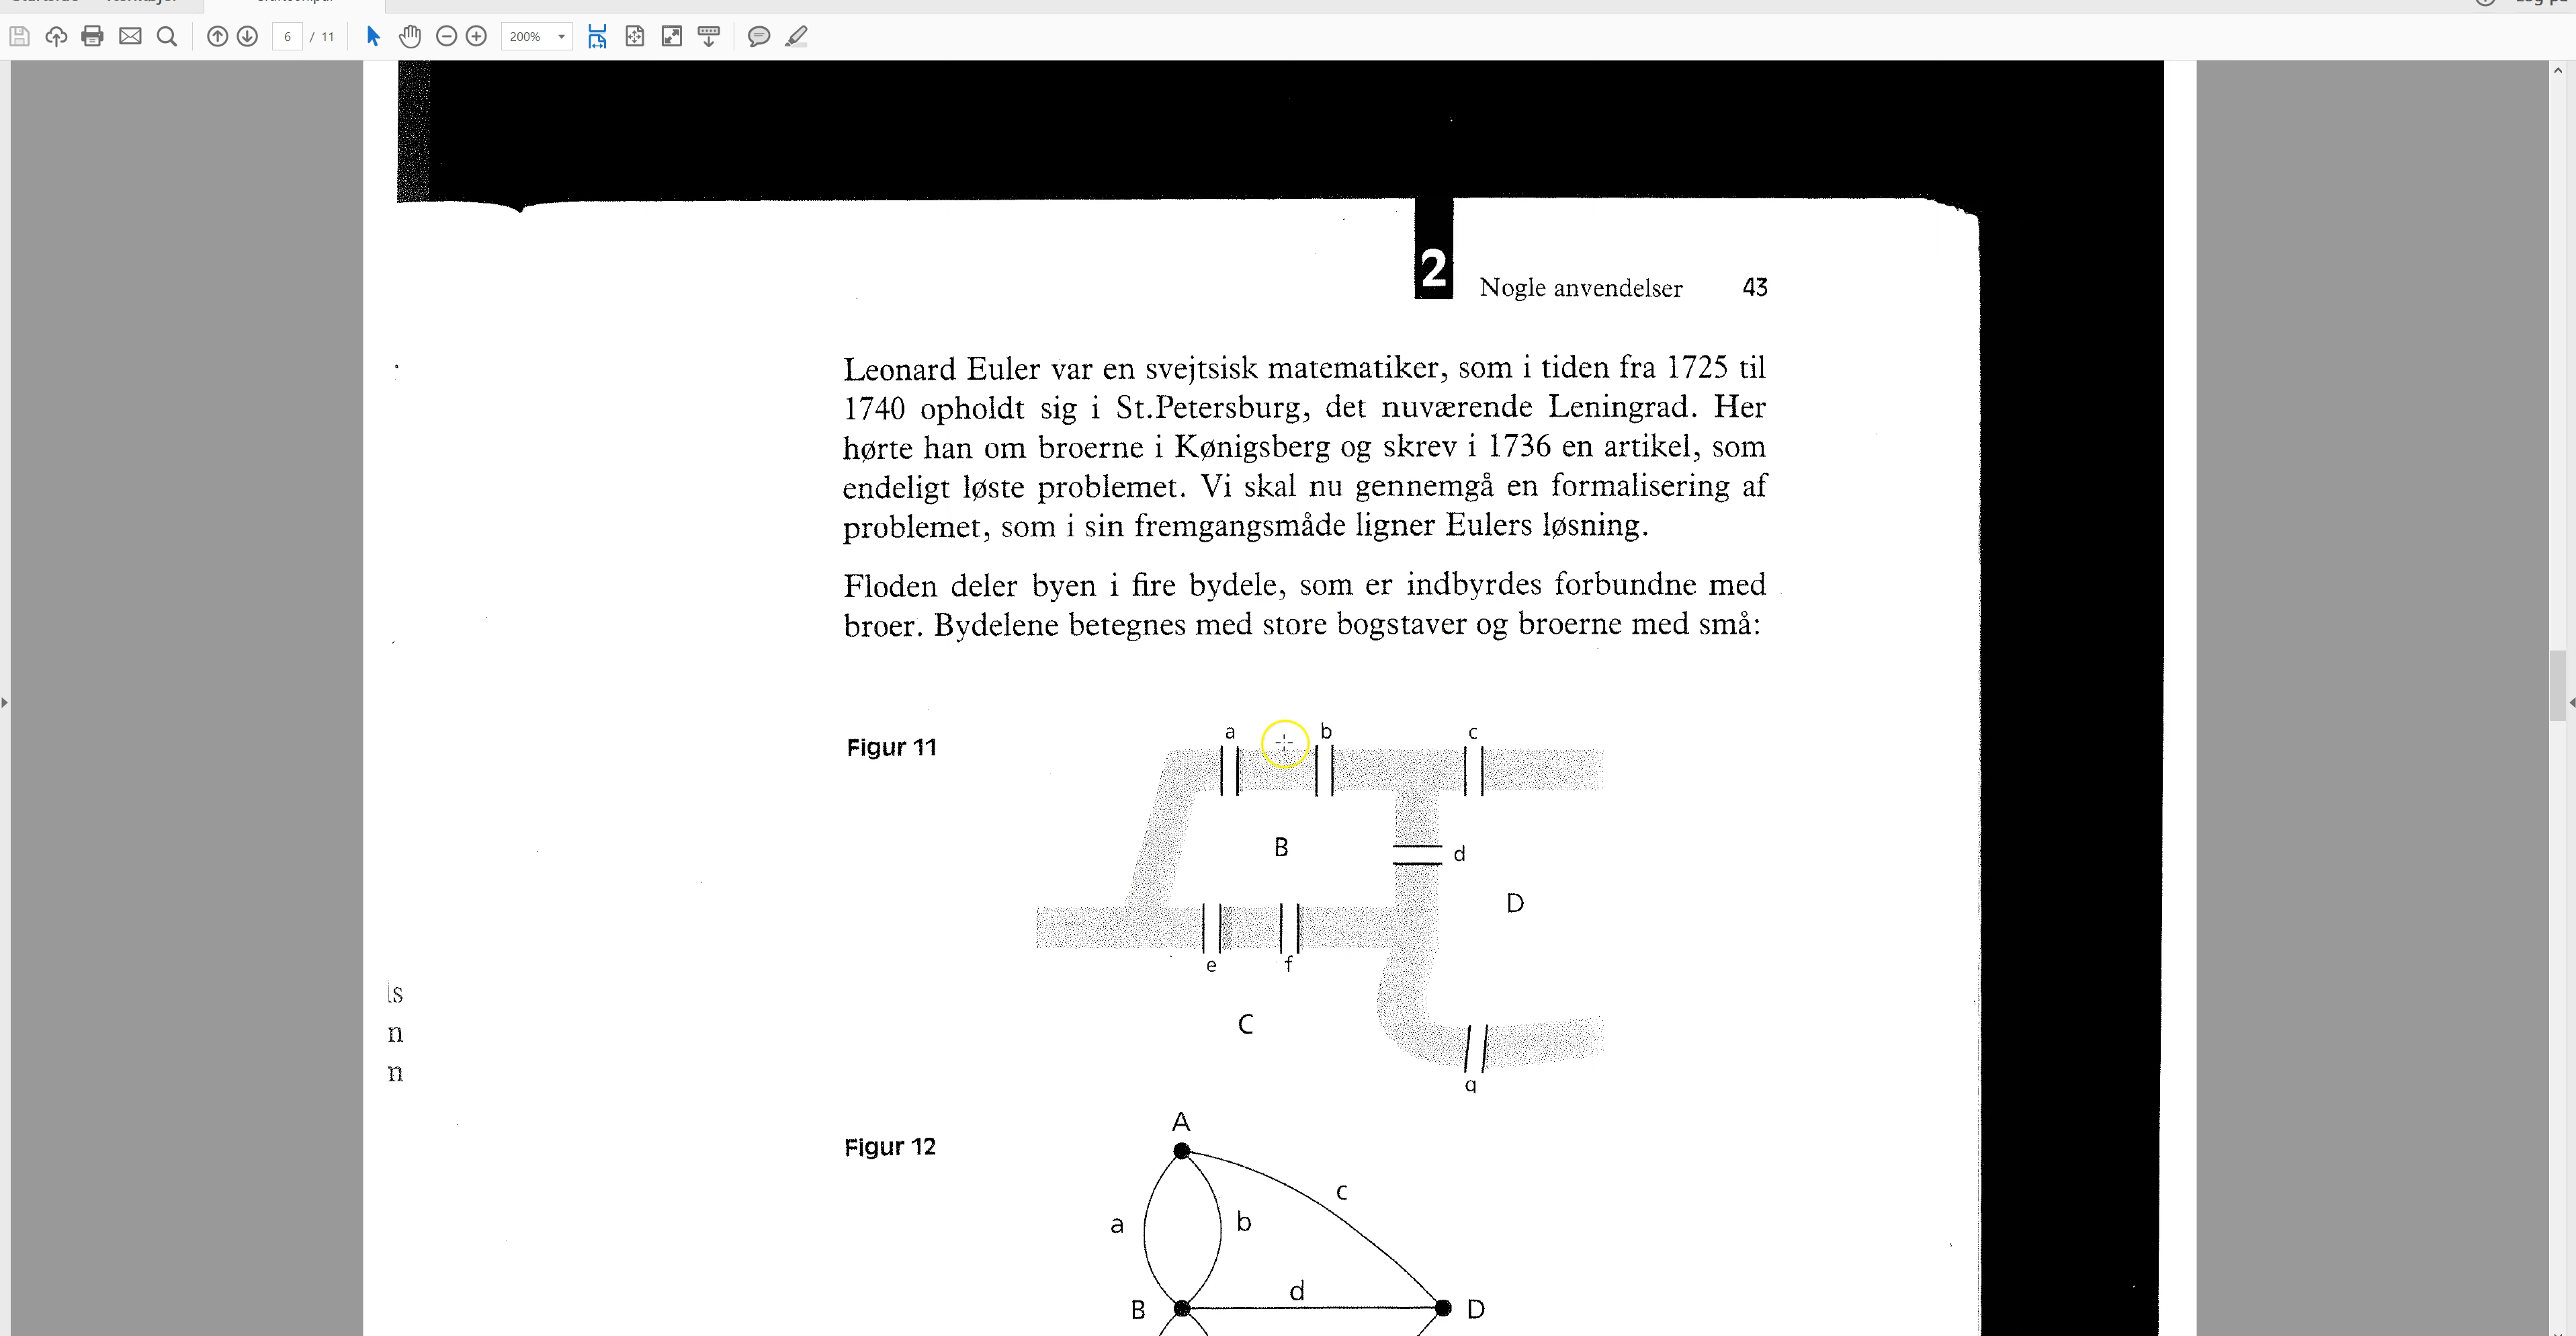 6 / 11
200%
2 Nogle anvendelser 43
Leonard Euler var en svejtsisk matematiker, som i tiden fra 1725 til
1740 opholdt sig i St.Petersburg, det nuværende Leningrad. Her
hørte han om broerne i Kønigsberg og skrev i 1736 en artikel, som
endeligt løste problemet. Vi skal nu gennemgå en formalisering af
problemet, som i sin fremgangsmåde ligner Eulers løsning.
Floden deler byen i fire bydele, som er indbyrdes forbundne med
broer. Bydelene betegnes med store bogstaver og broerne med små:
Figur 11
a b c
B
d
D
e f
C
g
n
n
Figur 12
A
c
a b
d
B D